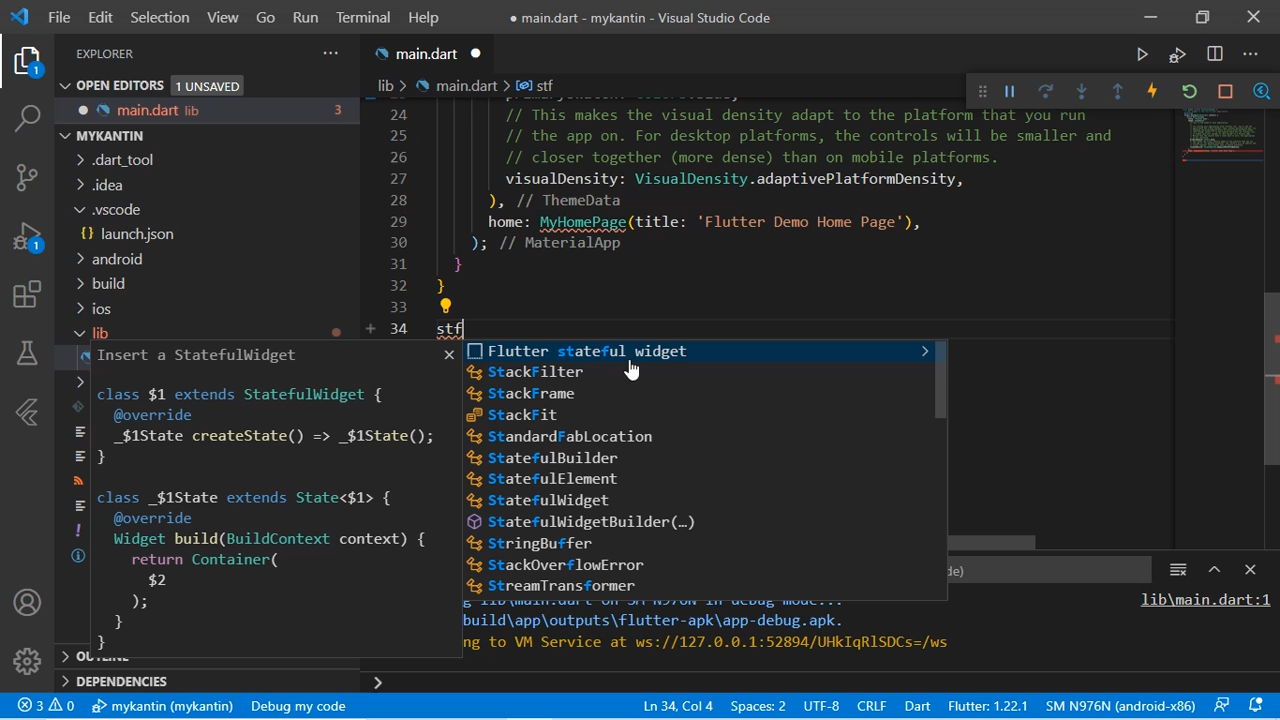 File Edit Selection View Go Run Terminal Help ● main.dart - mykantin - Visual Studio Code
EXPLORER
OPEN EDITORS 1 UNSAVED
main.dart lib 3
MYKANTIN
.dart_tool
.idea
.vscode
launch.json
android
build
ios
lib
OUTLINE
DEPENDENCIES
main.dart
lib > main.dart > stf
24 // This makes the visual density adapt to the platform that you run
25 // the app on. For desktop platforms, the controls will be smaller and
26 // closer together (more dense) than on mobile platforms.
27 visualDensity: VisualDensity.adaptivePlatformDensity,
28 ), // ThemeData
29 home: MyHomePage(title: 'Flutter Demo Home Page'),
30 ); // MaterialApp
31 }
32 }
33
34 stf
Insert a StatefulWidget
class $1 extends StatefulWidget {
@override
_$1State createState() => _$1State();
}
class _$1State extends State<$1> {
@override
Widget build(BuildContext context) {
return Container(
$2
);
}
}
Flutter stateful widget
StackFilter
StackFrame
StackFit
StandardFabLocation
StatefulBuilder
StatefulElement
StatefulWidget
StatefulWidgetBuilder(…)
StringBuffer
StackOverflowError
StreamTransformer
lib\main.dart:1
build\app\outputs\flutter-apk\app-debug.apk.
ng to VM Service at ws://127.0.0.1:52894/UHkIqRlSDCs=/ws
3 0 mykantin (mykantin) Debug my code Ln 34, Col 4 Spaces: 2 UTF-8 CRLF Dart Flutter: 1.22.1 SM N976N (android-x86)